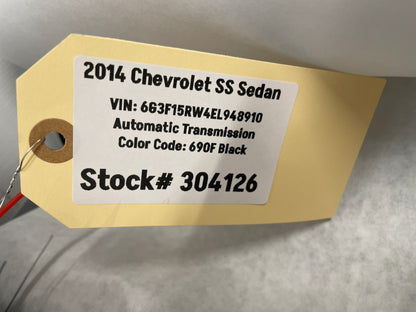 2014 Chevrolet SS Sedan
VIN: 6G3F15RW4EL948910
Automatic Transmission
Color Code: 690F Black
Stock# 304126